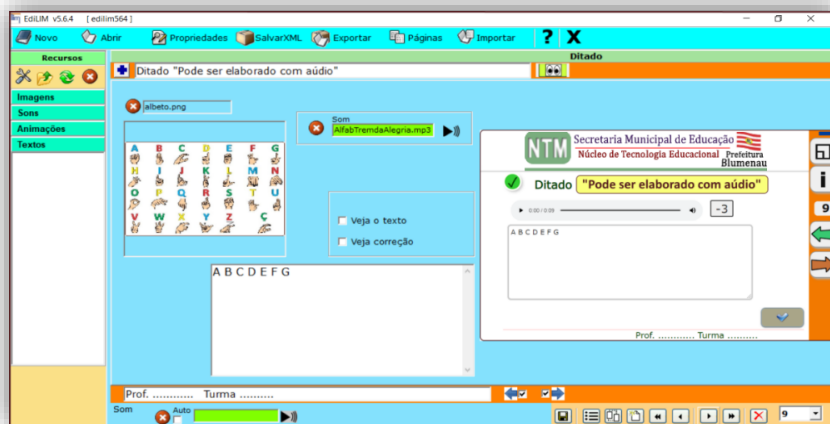 EdiLIM v5.6.4 [ edilim564 ]
Novo Abrir Propriedades SalvarXML Exportar Páginas Importar ? X
Recursos
Ditado
Ditado "Pode ser elaborado com aúdio"
Imagens
Sons
Animações
Textos
albeto.png
Som
AlfabTremdaAlegria.mp3
A B C D E F G
H I J K L M N
O P Q R S T U
V W X Y Z Ç
Veja o texto
Veja correção
A B C D E F G
NTM Secretaria Municipal de Educação
Núcleo de Tecnologia Educacional Prefeitura
Blumenau
Ditado "Pode ser elaborado com aúdio"
0:00 / 0:09
-3
A B C D E F G
Prof. ............ Turma ..........
i
9
Prof. ............ Turma ..........
Som
Auto
9